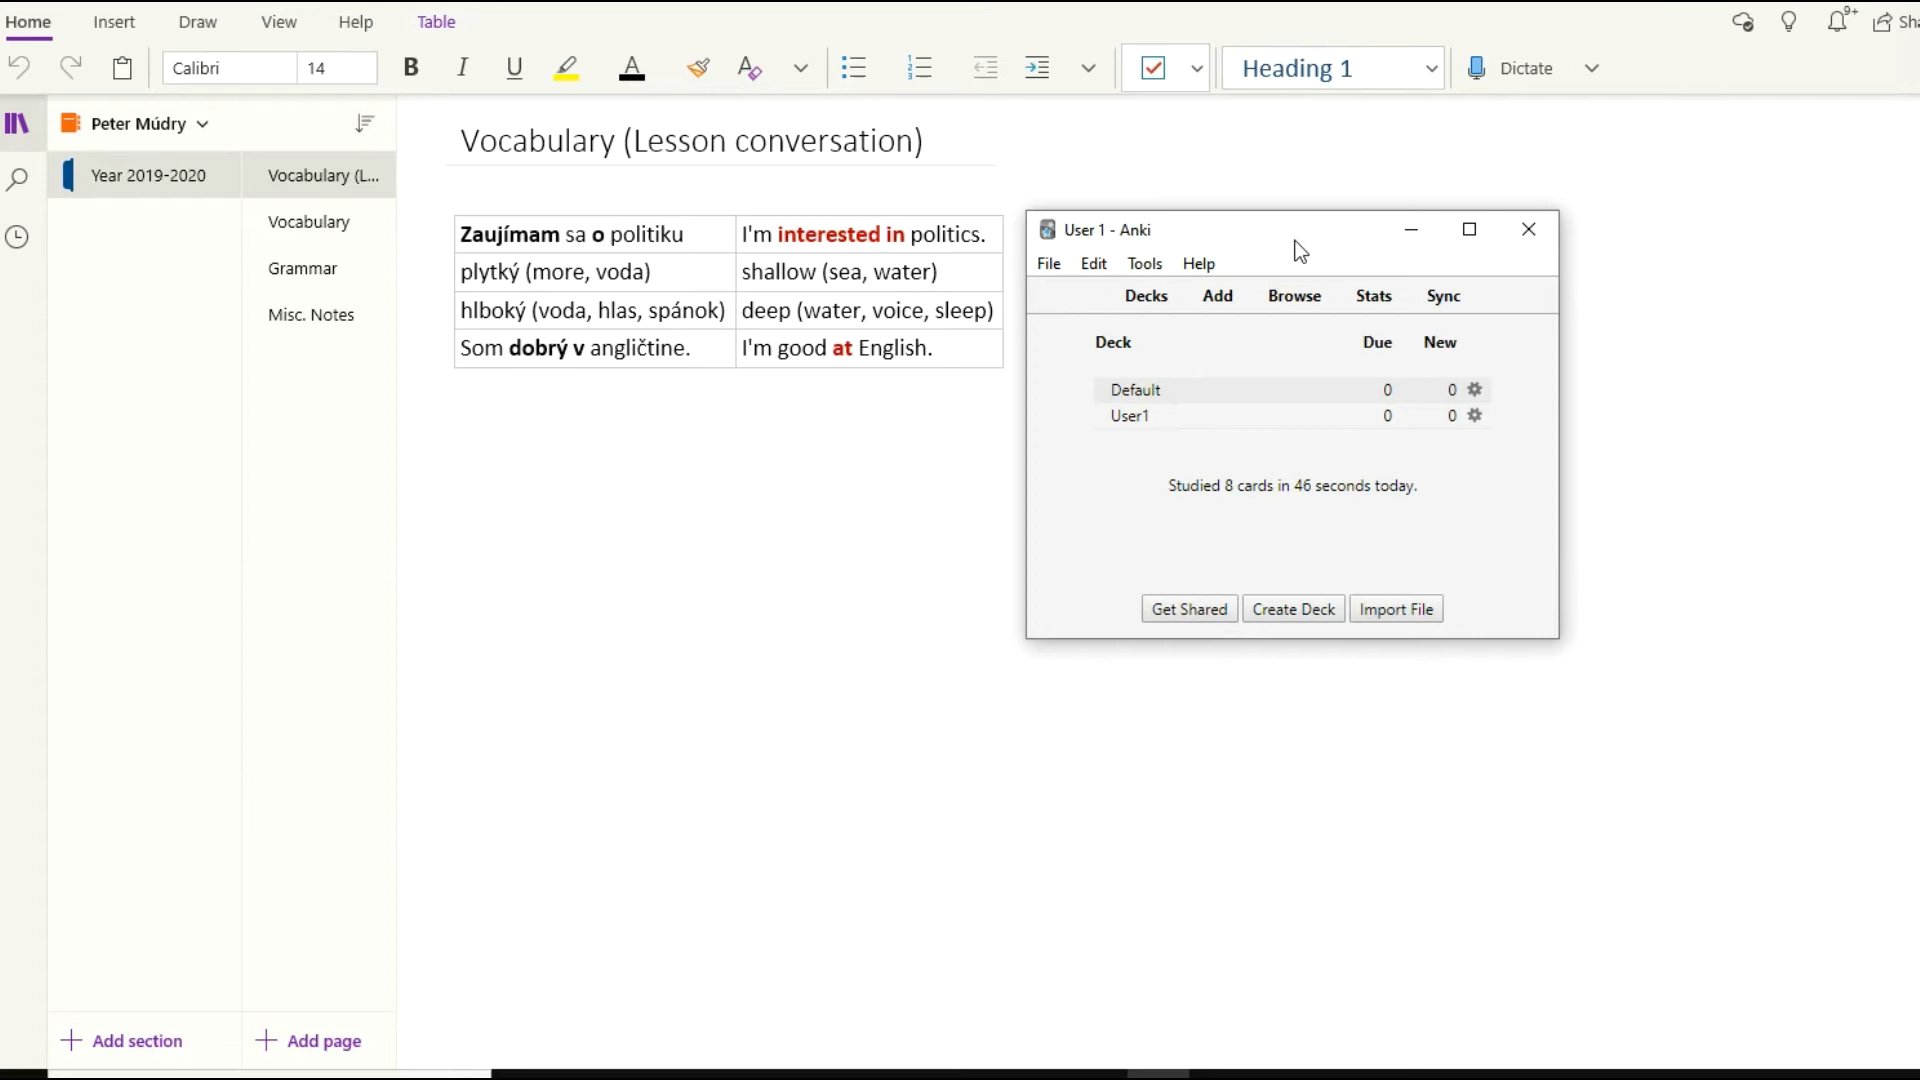 Home Insert Draw View Help Table
9+ Sha
Calibri 14 B I U A A Heading 1 Dictate
Peter Múdry
Year 2019-2020
Vocabulary (L...
Vocabulary
Grammar
Misc. Notes
Add section
Add page
Vocabulary (Lesson conversation)
Zaujímam sa o politiku I'm interested in politics.
plytký (more, voda) shallow (sea, water)
hlboký (voda, hlas, spánok) deep (water, voice, sleep)
Som dobrý v angličtine. I'm good at English.
User 1 - Anki
File Edit Tools Help
Decks Add Browse Stats Sync
Deck Due New
Default 0 0
User1 0 0
Studied 8 cards in 46 seconds today.
Get Shared Create Deck Import File